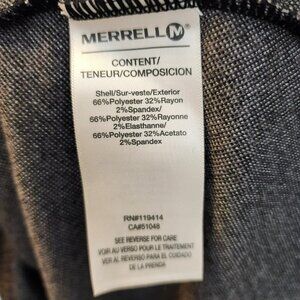 MERRELL
CONTENT/
TENEUR/COMPOSICION
Shell/Sur-veste/Exterior
66%Polyester 32%Rayon
2%Spandex/
66%Polyester 32%Rayonne
2%Elasthanne/
66%Polyester 32%Acetato
2%Spandex
RN#119414
CA#51048
SEE REVERSE FOR CARE
VOIR AU VERSO POUR LE TRAITEMENT
VER AL REVERSO PARA EL CUIDADO
DE LA PRENDA